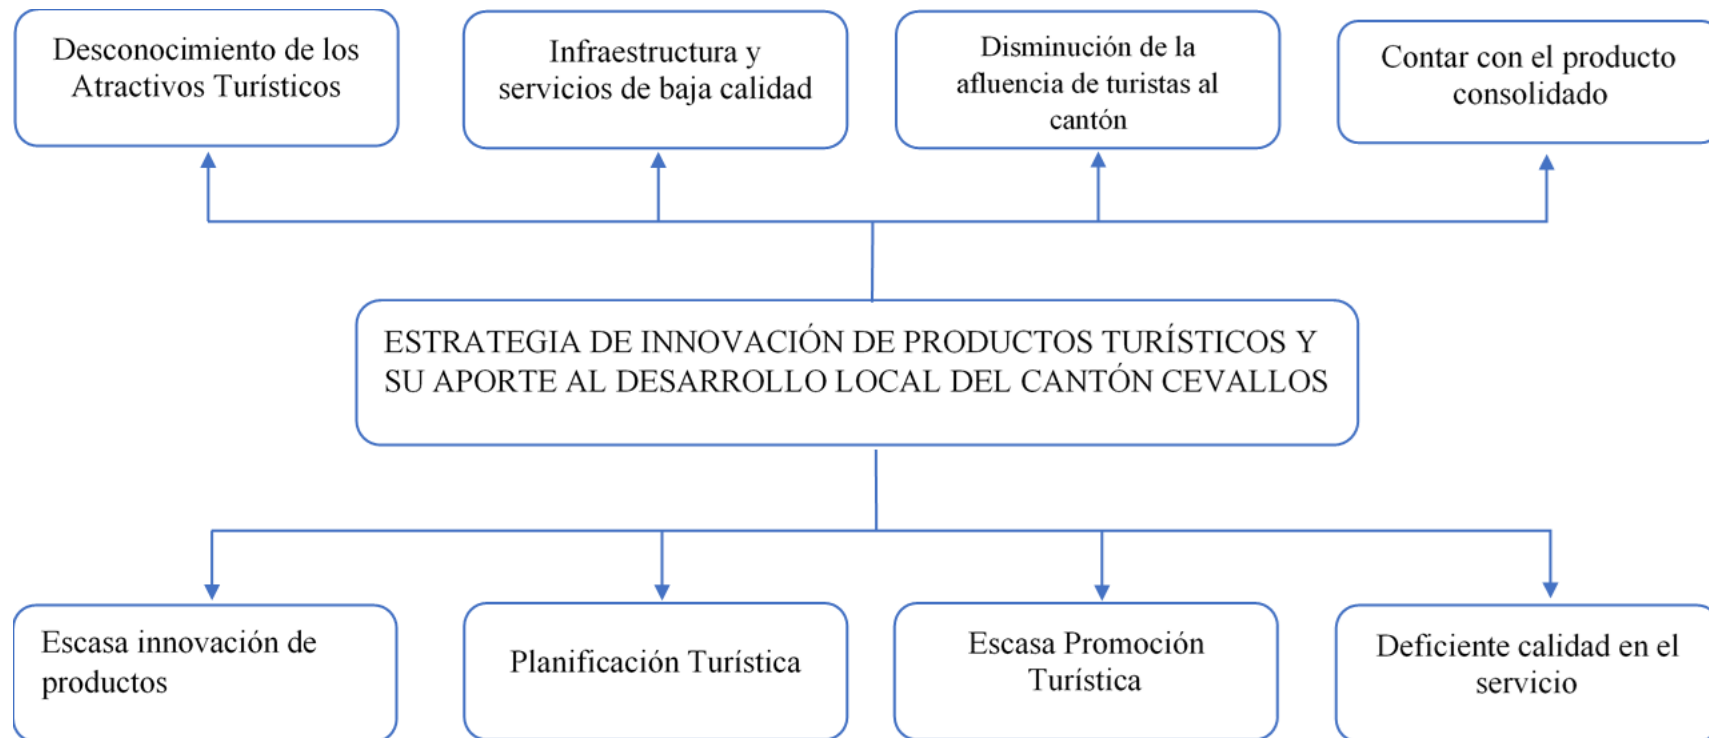 Desconocimiento de los
Atractivos Turísticos
Infraestructura y
servicios de baja calidad
Disminución de la
afluencia de turistas al
cantón
Contar con el producto
consolidado
ESTRATEGIA DE INNOVACIÓN DE PRODUCTOS TURÍSTICOS Y
SU APORTE AL DESARROLLO LOCAL DEL CANTÓN CEVALLOS
Escasa innovación de
productos
Planificación Turística
Escasa Promoción
Turística
Deficiente calidad en el
servicio